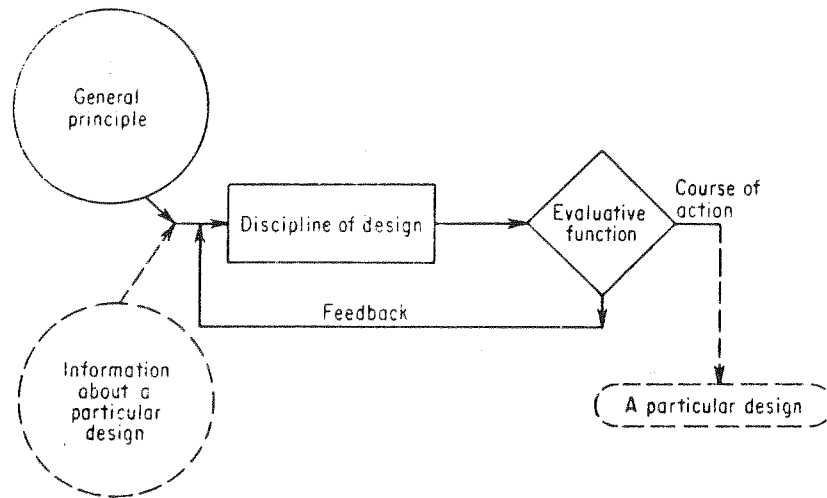 General
principle
Discipline of design
Evaluative
function
Course of
action
Feedback
Information
about a
particular
design
A particular design